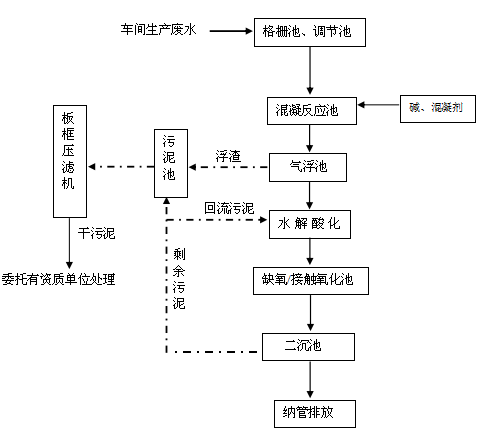 车间生产废水
格栅池、调节池
混凝反应池
碱、混凝剂
板框压滤机
污泥池
浮渣
气浮池
回流污泥
水解酸化
干污泥
剩余污泥
委托有资质单位处理
缺氧/接触氧化池
二沉池
纳管排放